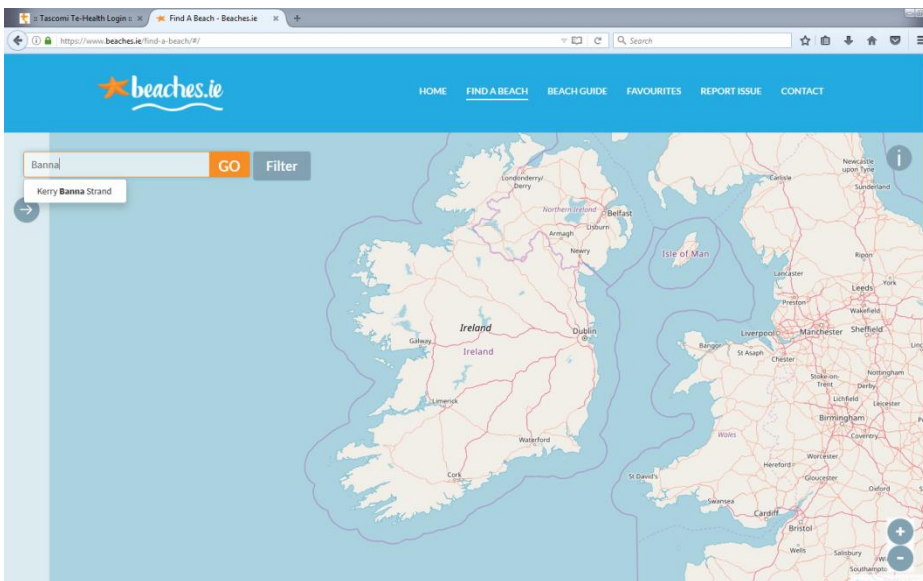 :: Tascomi Te-Health Login ::
Find A Beach - Beaches.ie
https://www.beaches.ie/find-a-beach/#/
Search
beaches.ie
HOME FIND A BEACH BEACH GUIDE FAVOURITES REPORT ISSUE CONTACT
Banna
GO
Filter
Kerry Banna Strand
Londonderry/
Derry
Northern Ireland
Belfast
Lisburn
Armagh
Newry
Isle of Man
Ireland
Dublin
Galway
Ireland
Limerick
Waterford
Cork
Newcastle
upon Tyne
Carlisle
Sunderland
Ripon
Lancaster
York
Leeds
Preston
Wakefield
Liverpool
Manchester
Sheffield
Bangor
St Asaph
Chester
Stoke-on-
Trent
Nottingham
Derby
Lichfield
Leicester
Birmingham
Coventry
Wales
Worcester
Hereford
Gloucester
St David's
Oxford
Swansea
Cardiff
Bristol
Wells
Salisbury